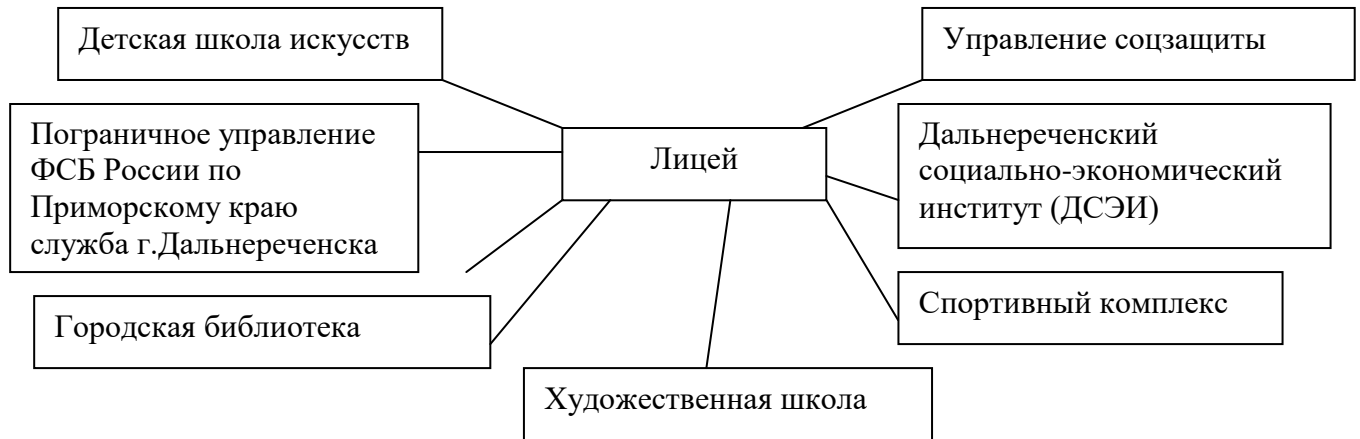 Детская школа искусств
Управление соцзащиты
Пограничное управление
ФСБ России по
Приморскому краю
служба г.Дальнереченска
Лицей
Дальнереченский
социально-экономический
институт (ДСЭИ)
Городская библиотека
Спортивный комплекс
Художественная школа